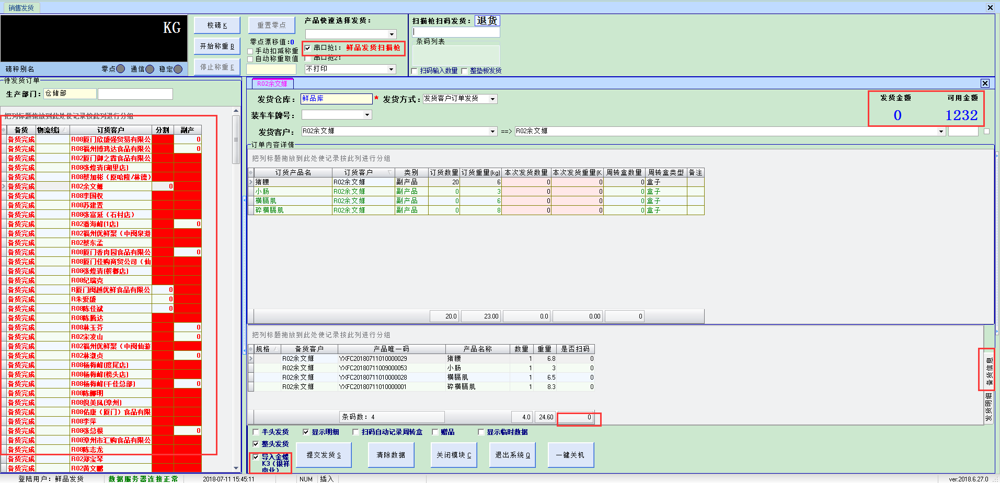 销售发货
KG
磅秤别名 零点 通信 稳定
校磅 K
开始称重 B
停止称重 E
重置零点
零点漂移值:0
手动扣减称重
自动称重取值
产品快速选择发货:
串口抢1: 鲜品发货扫描枪
串口抢2:
不打印
扫描枪扫码发货: 退货
条码列表
扫码输入数量 整垫板发货
待发货订单
生产部门: 仓储部
把列标题拖放到此处使记录按此列进行分组
备货 物流线路 订货客户 分割 副产
备货完成 R08厦门欣盛强贸易有限公 0
备货完成 R08福州博鸿达食品有限公 0
备货完成 R02厦门御之霖食品有限公
备货完成 R08张煌清(湖里店)
备货完成 R08蔡加彬（原哈隆/林德）
备货完成 R02余文嫄 0
备货完成 R08李国权
备货完成 R08苏建置
备货完成 R08张富延（石村店）
备货完成 R02潘海峰(1店) 0
备货完成 R02福州优鲜聚（中闽泉港
备货完成 R02蔡东孟
备货完成 R08厦门香肉园食品有限公 0
备货完成 R08厦门佳购商贸公司（仙
备货完成 R08张煌清(槟榔店)
备货完成 R08纪瑞克
备货完成 R厦门闽越优鲜食品有限公 0
备货完成 R朱爱盛 0
备货完成 R08陈佳斌 0
备货完成 R08陈腾达
备货完成 R08林玉芬 0
备货完成 R02宋凌山 0
备货完成 R02福州优鲜聚（中闽仙游
备货完成 R02林淑贞 0
备货完成 R08杨梅峰(度尾店)
备货完成 R08杨梅峰(榜头店)
备货完成 R08杨梅峰(千佳总部) 0
备货完成 R08陈娜明
备货完成 R08倪美凤(漳州)
备货完成 R08佑康（厦门）食品有限
备货完成 R08李萍
备货完成 R08张总根 0
备货完成 R08漳州市汇购食品有限公
备货完成 R08陈志龙
备货完成 R02郑宝琴
备货完成 R02黄文鹏
R02余文嫄
发货仓库: 鲜品库 * 发货方式: 发货客户订单发货
装车车牌号:
发货客户: R02余文嫄 ==> R02余文嫄
发货金额 可用金额
0 1232
订单内容详情
把列标题拖放到此处使记录按此列进行分组
订货产品名 订货客户 类别 订货数量 订货重量(kg) 本次发货数量 本次发货重量(K 周转盒数量 周转盒类型 备注
猪腰 R02余文嫄 副产品 20 6 0 0 0 盒子
小肠 R02余文嫄 副产品 0 3 0 0 0 盒子
横膈肌 R02余文嫄 副产品 0 6 0 0 0 盒子
碎横膈肌 R02余文嫄 副产品 0 8 0 0 0 盒子
20.0 23.00 0.0 0.00 0
把列标题拖放到此处使记录按此列进行分组
规格 备货客户 产品唯一码 产品名称 数量 重量 是否扫码
R02余文嫄 YXFC20180711010000029 猪腰 1 6.8 0
R02余文嫄 YXFC20180711009000053 小肠 1 3 0
R02余文嫄 YXFC20180711010000028 横膈肌 1 6.5 0
R02余文嫄 YXFC20180711010000001 碎横膈肌 1 8.3 0
条码数: 4 4.0 24.60 0
备货信息
发货明细
半头发货 显示明细 扫码自动记录周转盒 赠品 显示临时数据
整头发货
导入金蝶
K3（银祥
肉业）
提交发货 S 清除数据 关闭模块 C 退出系统 Q 一键关机
登陆用户: 鲜品发货 数据服务器连接正常 2018-07-11 15:45:11 NUM 插入 ver:2018.6.27.0